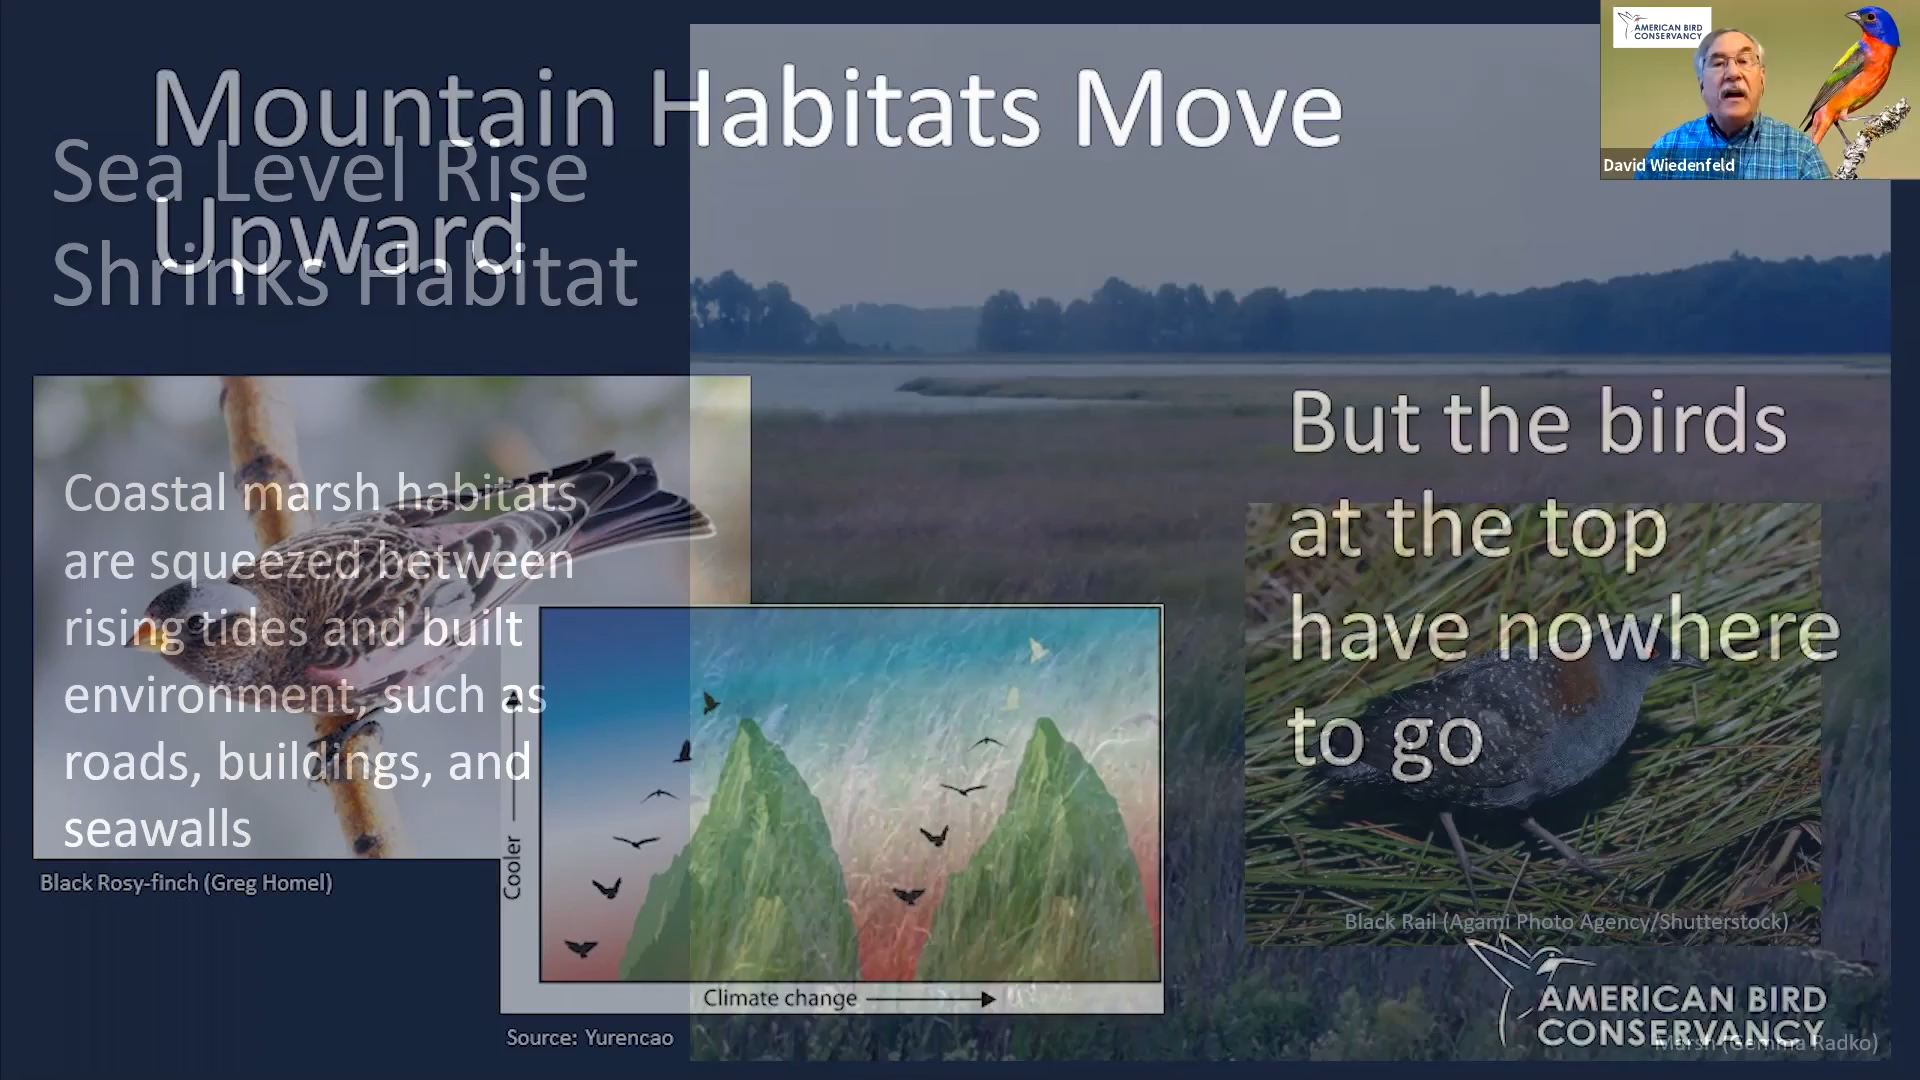 Mountain Habitats Move
Upward
Sea Level Rise
Shrinks Habitat
AMERICAN BIRD
CONSERVANCY
David Wiedenfeld
Coastal marsh habitats
are squeezed between
rising tides and built
environment, such as
roads, buildings, and
seawalls
Black Rosy-finch (Greg Homel)
Cooler
Climate change
Source: Yurencao
But the birds
at the top
have nowhere
to go
Black Rail (Agami Photo Agency/Shutterstock)
AMERICAN BIRD
CONSERVANCY
Marsh (Gemma Radko)